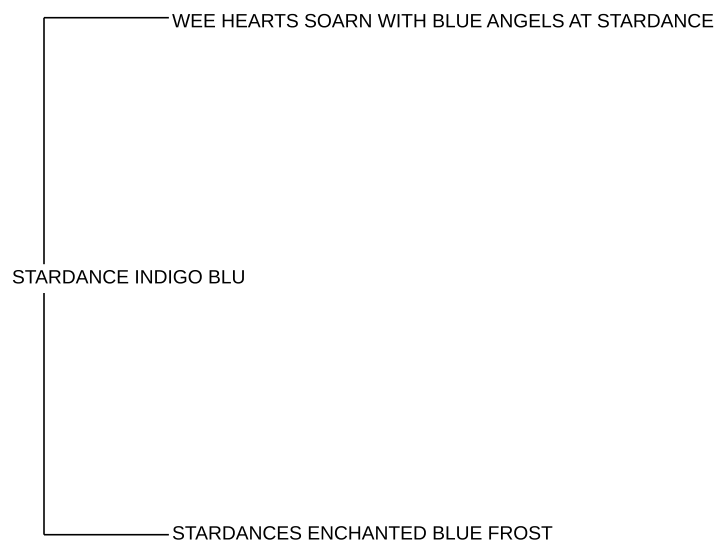 WEE HEARTS SOARN WITH BLUE ANGELS AT STARDANCE
STARDANCE INDIGO BLU
STARDANCES ENCHANTED BLUE FROST